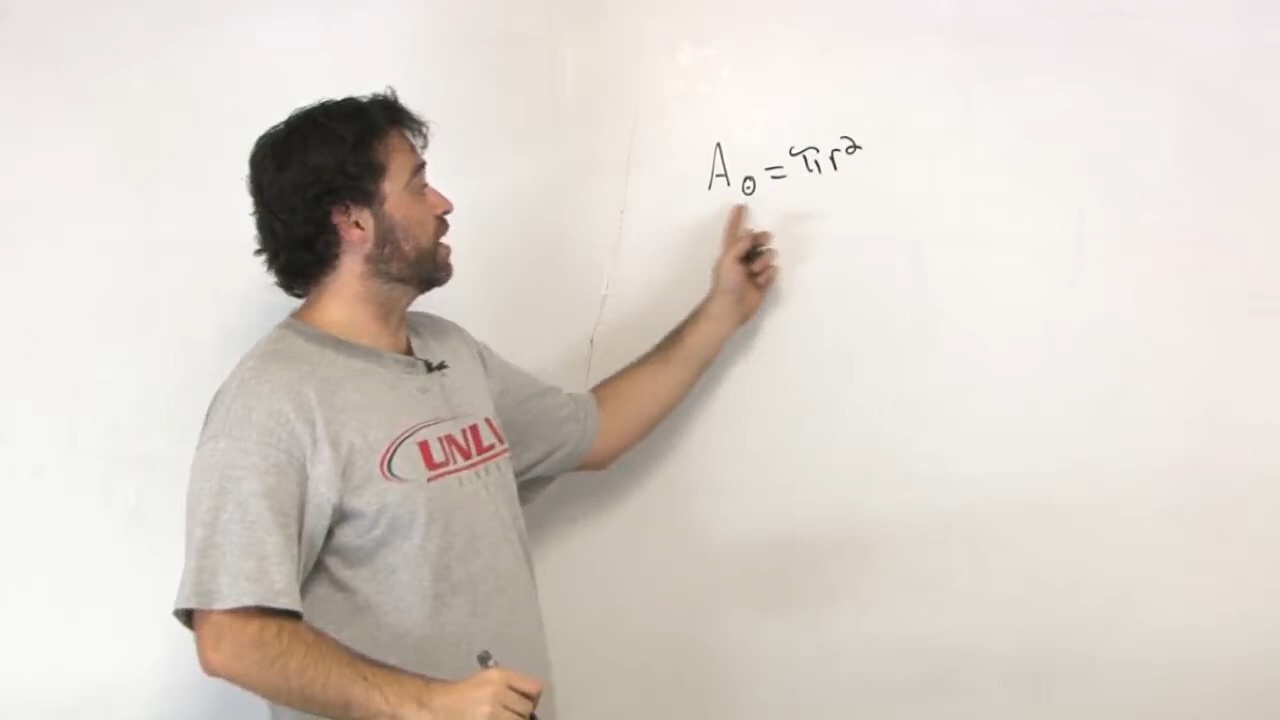 A⊙ = πr²
UNLV